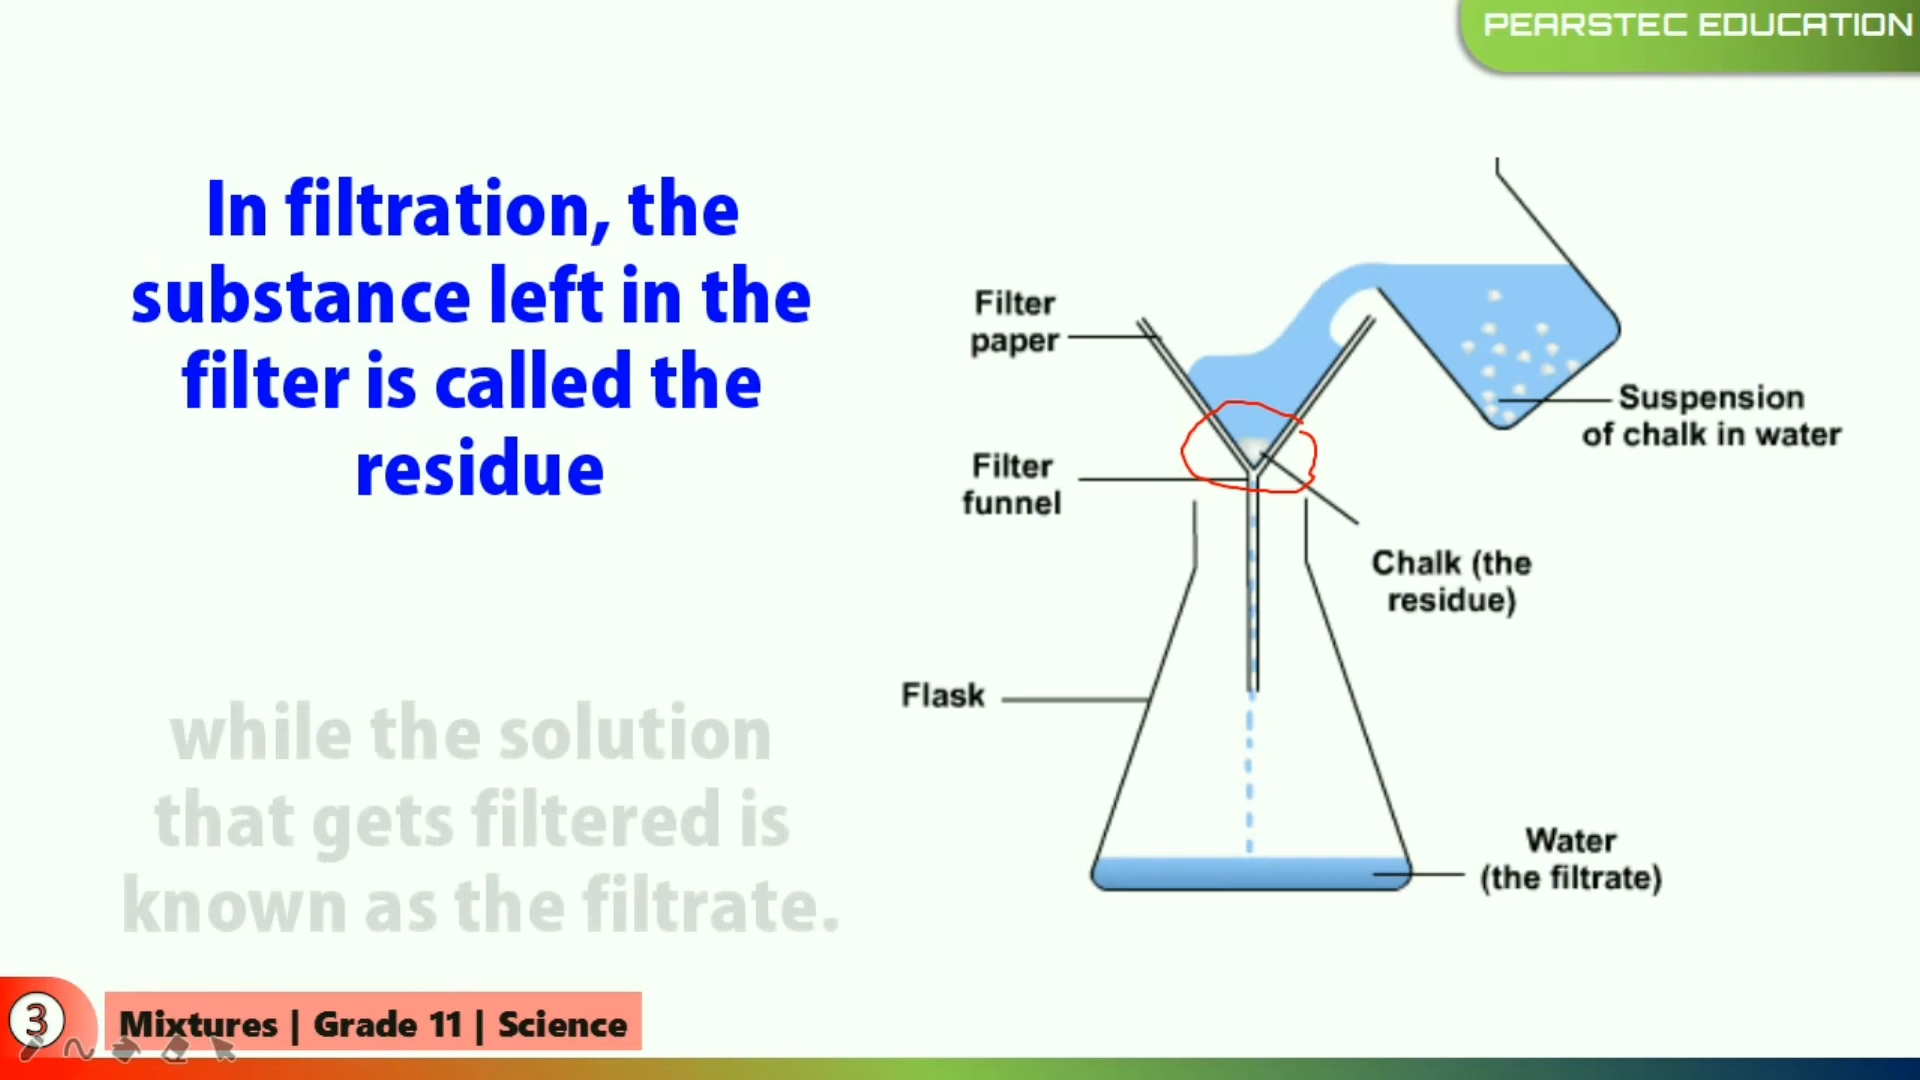 PEARSTEC EDUCATION
In filtration, the
substance left in the
filter is called the
residue
while the solution
that gets filtered is
known as the filtrate.
Filter
paper
Suspension
of chalk in water
Filter
funnel
Chalk (the
residue)
Flask
Water
(the filtrate)
3
Mixtures | Grade 11 | Science